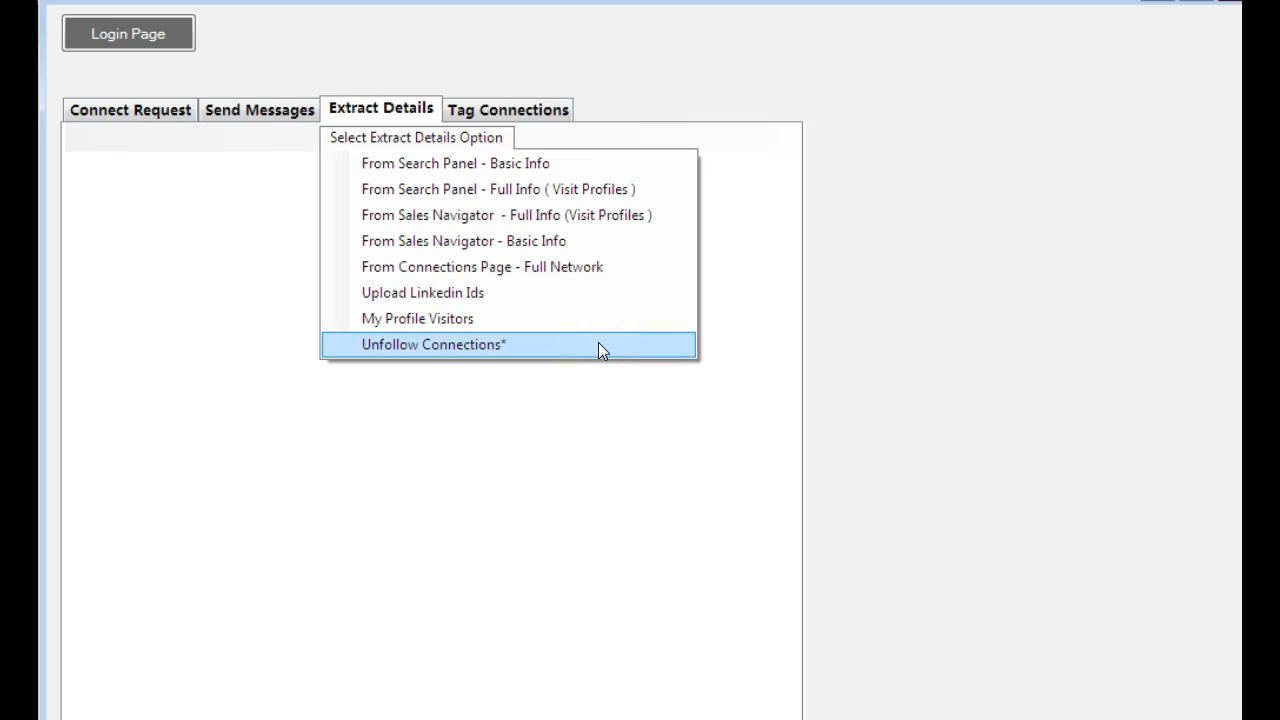 Login Page
Connect Request
Send Messages
Extract Details
Tag Connections
Select Extract Details Option
From Search Panel - Basic Info
From Search Panel - Full Info ( Visit Profiles )
From Sales Navigator  - Full Info (Visit Profiles )
From Sales Navigator - Basic Info
From Connections Page - Full Network
Upload Linkedin Ids
My Profile Visitors
Unfollow Connections*